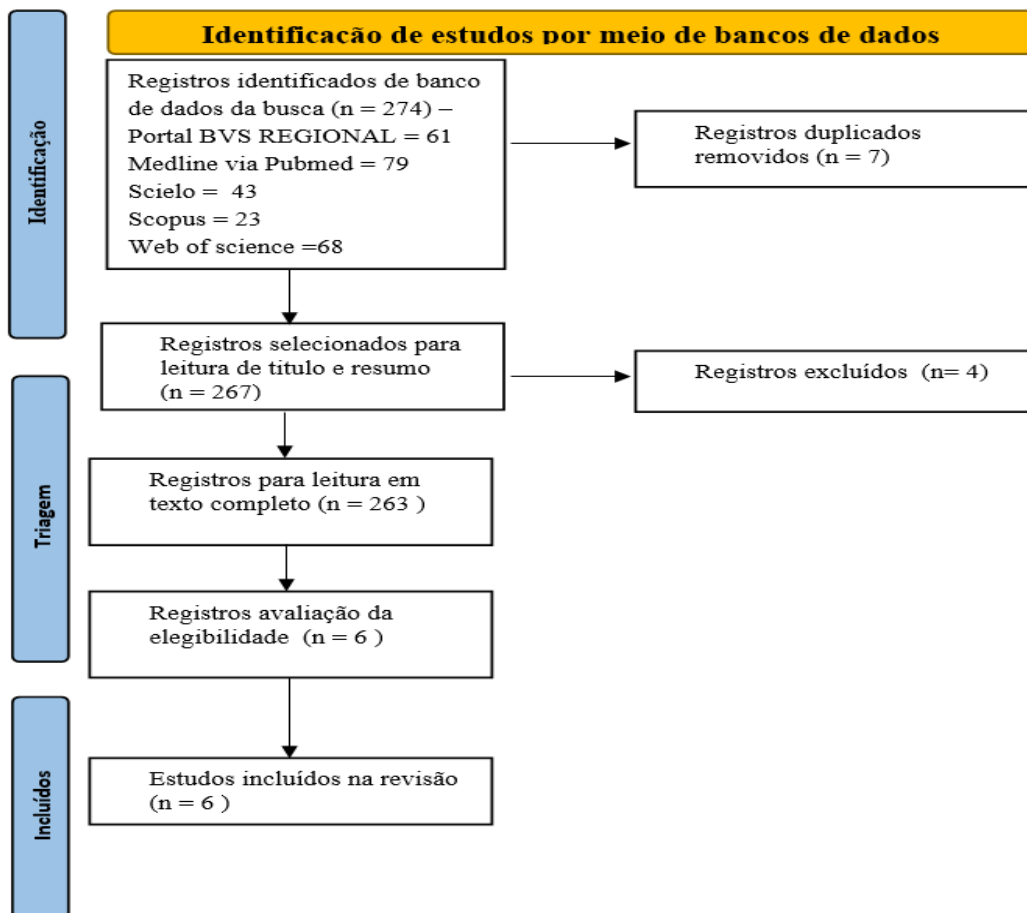 Identificação de estudos por meio de bancos de dados
Identificação
Registros identificados de banco
de dados da busca (n = 274) –
Portal BVS REGIONAL = 61
Medline via Pubmed = 79
Scielo = 43
Scopus = 23
Web of science =68
Registros duplicados
removidos (n = 7)
Registros selecionados para
leitura de titulo e resumo
(n = 267)
Registros excluídos (n= 4)
Triagem
Registros para leitura em
texto completo (n = 263 )
Registros avaliação da
elegibilidade (n = 6 )
Incluídos
Estudos incluídos na revisão
(n = 6 )